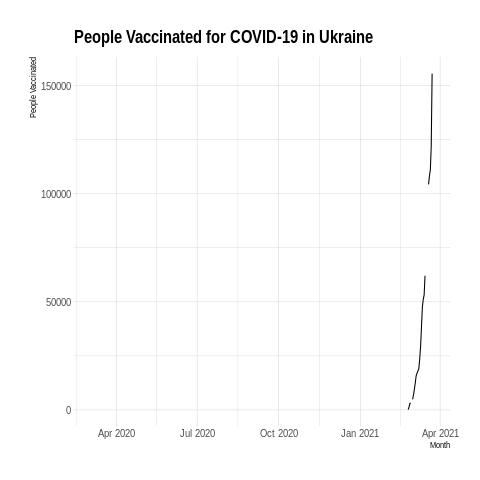 People Vaccinated for COVID-19 in Ukraine
People Vaccinated
150000
100000
50000
0
Apr 2020 Jul 2020 Oct 2020 Jan 2021 Apr 2021
Month